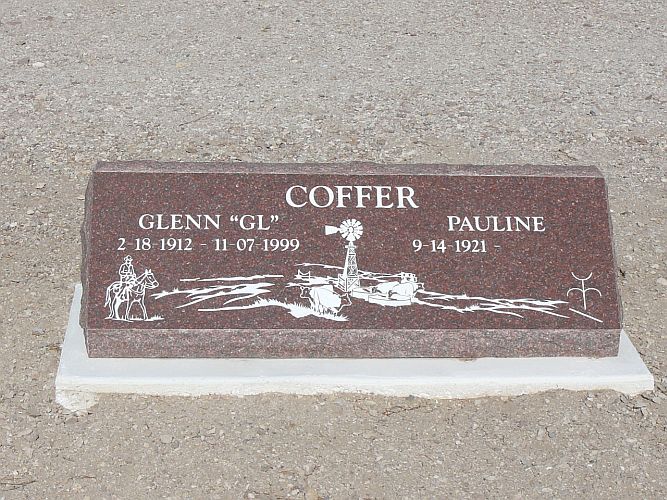 COFFER
GLENN “GL”
2-18-1912 - 11-07-1999
PAULINE
9-14-1921 -